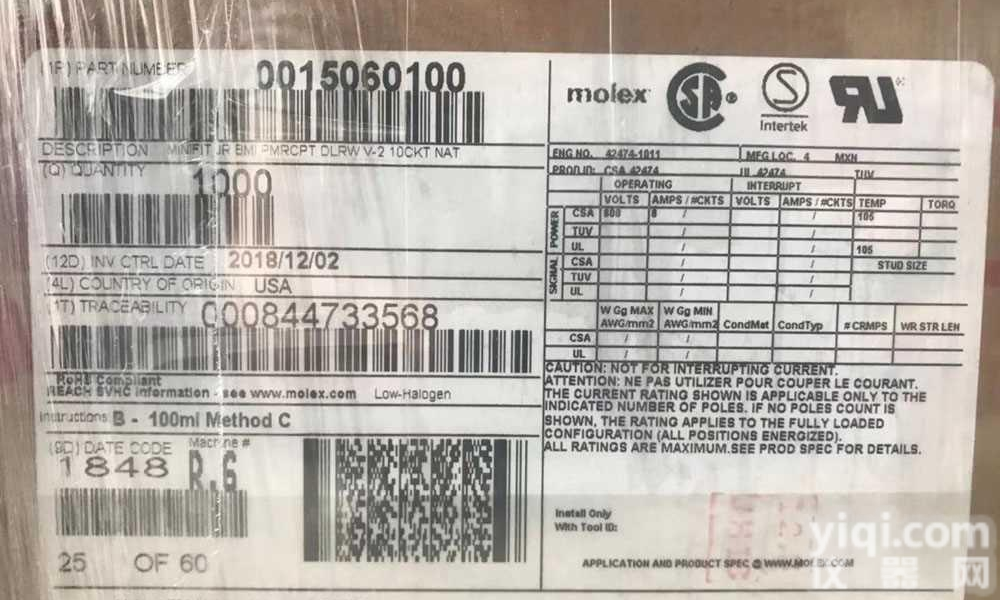 (1P) PART NUMBER 0015060100
DESCRIPTION MINIFIT JR BMI PMRCPT DLRW V-2 10CKT NAT
(Q) QUANTITY 1000
(12D) INV CTRL DATE 2018/12/02
(4L) COUNTRY OF ORIGIN USA
(1T) TRACEABILITY 000844733568
RoHS Compliant
REACH SVHC Information - see www.molex.com Low-Halogen
Instructions: B - 100ml Method C
(9D) DATE CODE Machine #
1848 R.6
25 OF 60
molex
Intertek
ENG NO. 42474-1011 MFG LOC. 4 MXN
PROD ID: CSA 42474 UL 42474 TUV
OPERATING INTERRUPT
VOLTS AMPS / #CKTS VOLTS AMPS / #CKTS TEMP TORQ
POWER
CSA 600 8 / / 105
TUV / /
UL / / 105
SIGNAL
CSA / / STUD SIZE
TUV / /
UL / /
W Gg MAX AWG/mm2 W Gg MIN AWG/mm2 CondMat CondTyp # CRMPS WR STR LEN
CSA / /
UL / /
CAUTION: NOT FOR INTERRUPTING CURRENT.
ATTENTION: NE PAS UTILIZER POUR COUPER LE COURANT.
THE CURRENT RATING SHOWN IS APPLICABLE ONLY TO THE
INDICATED NUMBER OF POLES. IF NO POLES COUNT IS
SHOWN, THE RATING APPLIES TO THE FULLY LOADED
CONFIGURATION (ALL POSITIONS ENERGIZED).
ALL RATINGS ARE MAXIMUM.SEE PROD SPEC FOR DETAILS.
Install Only
With Tool ID:
APPLICATION AND PRODUCT SPEC @ WWW.MOLEX.COM
yiqi.com
仪器网